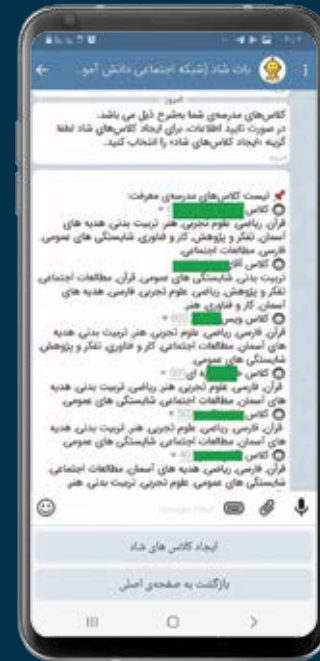 بات شاد (شبکه اجتماعی دانش آمو..
امروز
کلاس‌های مدرسه‌ی شما به‌شرح ذیل می باشد.
در صورت تایید اطلاعات، برای ایجاد کلاس‌های شاد لطفا
گزینه «ایجاد کلاس‌های شاد» را انتخاب کنید.
لیست کلاس‌های مدرسه‌ی معرفت:
کلاس
قرآن, ریاضی, علوم تجربی, هنر, تربیت بدنی, هدیه های
آسمان, تفکر و پژوهش, کار و فناوری, شایستگی های عمومی,
فارسی, مطالعات اجتماعی,
کلاس آقای
تربیت بدنی, شایستگی های عمومی, قرآن, مطالعات اجتماعی,
تفکر و پژوهش, ریاضی, علوم تجربی, فارسی, هدیه های
آسمان, کار و فناوری, هنر,
کلاس ویس
قرآن, فارسی, ریاضی, علوم تجربی, هنر, تربیت بدنی, هدیه
های آسمان, مطالعات اجتماعی, کار و فناوری, تفکر و پژوهش,
شایستگی های عمومی,
کلاس ه ای
قرآن, فارسی, علوم تجربی, هنر, ریاضی, تربیت بدنی, هدیه
های آسمان, مطالعات اجتماعی, شایستگی های عمومی,
کلاس
قرآن, فارسی, ریاضی, علوم تجربی, هنر, تربیت بدنی, هدیه
های آسمان, مطالعات اجتماعی, شایستگی های عمومی,
کلاس
قرآن, فارسی, ریاضی, هدیه های آسمان, مطالعات اجتماعی,
شایستگی های عمومی, علوم تجربی, تربیت بدنی, هنر,
ایجاد کلاس های شاد
بازگشت به صفحه‌ی اصلی